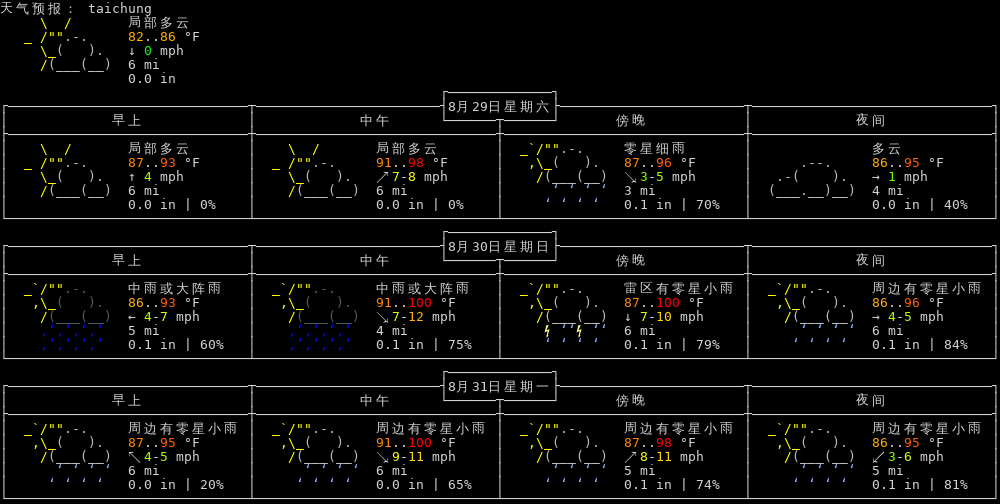 天气预报： taichung
局部多云
82..86 °F
↓ 0 mph
6 mi
0.0 in
8月29日星期六
早上 中午 傍晚 夜间
局部多云 局部多云 零星细雨 多云
87..93 °F 91..98 °F 87..96 °F 86..95 °F
↑ 4 mph ↗ 7-8 mph ↘ 3-5 mph → 1 mph
6 mi 6 mi 3 mi 4 mi
0.0 in | 0% 0.0 in | 0% 0.1 in | 70% 0.0 in | 40%
8月30日星期日
早上 中午 傍晚 夜间
中雨或大阵雨 中雨或大阵雨 雷区有零星小雨 周边有零星小雨
86..93 °F 91..100 °F 87..100 °F 86..96 °F
← 4-7 mph ↘ 7-12 mph ↓ 7-10 mph → 4-5 mph
5 mi 4 mi 6 mi 6 mi
0.1 in | 60% 0.1 in | 75% 0.1 in | 79% 0.1 in | 84%
8月31日星期一
早上 中午 傍晚 夜间
周边有零星小雨 周边有零星小雨 周边有零星小雨 周边有零星小雨
87..95 °F 91..100 °F 87..98 °F 86..95 °F
↖ 4-5 mph ↘ 9-11 mph ↗ 8-11 mph ↙ 3-6 mph
6 mi 6 mi 5 mi 5 mi
0.0 in | 20% 0.0 in | 65% 0.1 in | 74% 0.1 in | 81%